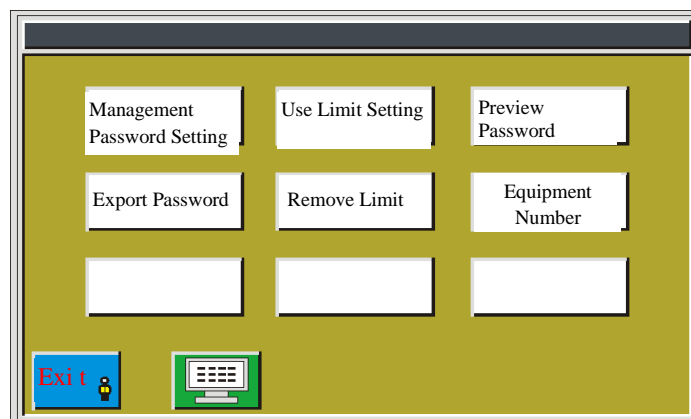 Management
Password Setting
Use Limit Setting
Preview
Password
Export Password
Remove Limit
Equipment
Number
Exi t